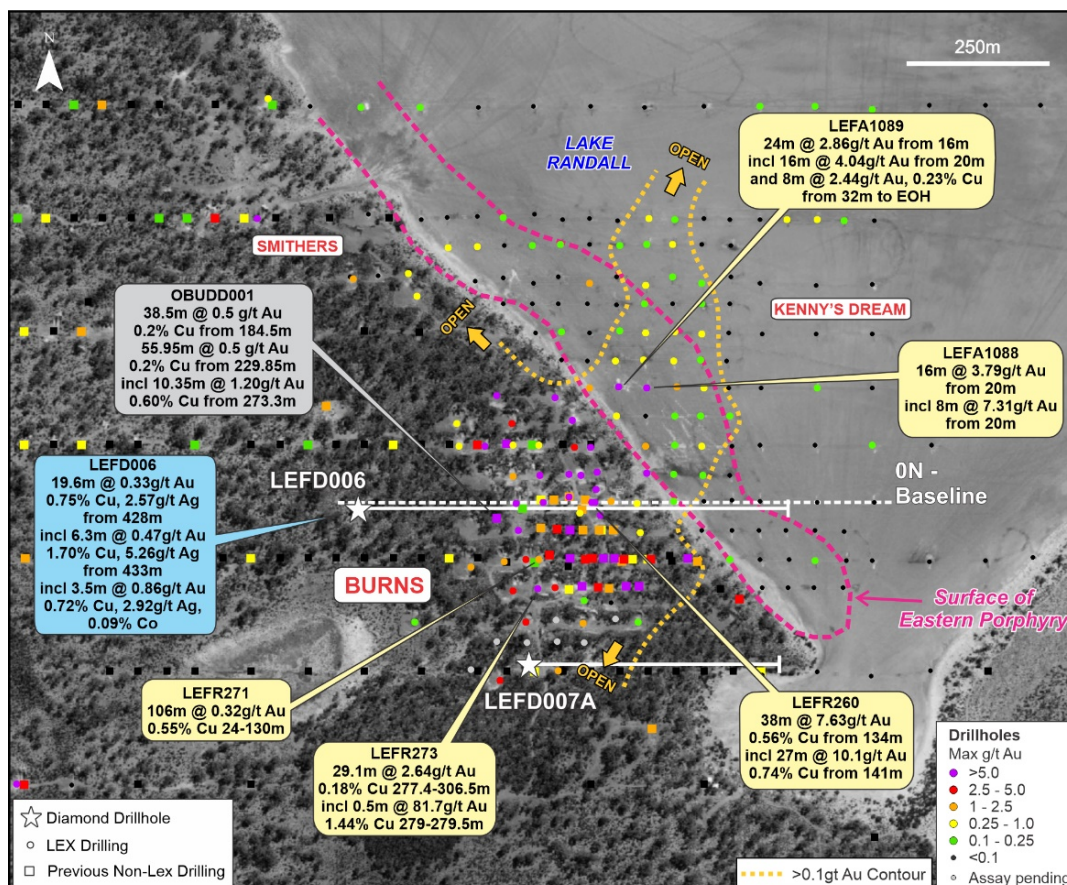 N
250m
LAKE
RANDALL
OPEN
LEFA1089
24m @ 2.86g/t Au from 16m
incl 16m @ 4.04g/t Au from 20m
and 8m @ 2.44g/t Au, 0.23% Cu
from 32m to EOH
SMITHERS
OBUDD001
38.5m @ 0.5 g/t Au
0.2% Cu from 184.5m
55.95m @ 0.5 g/t Au
0.2% Cu from 229.85m
incl 10.35m @ 1.20g/t Au
0.60% Cu from 273.3m
OPEN
KENNY'S DREAM
LEFA1088
16m @ 3.79g/t Au
from 20m
incl 8m @ 7.31g/t Au
from 20m
LEFD006
19.6m @ 0.33g/t Au
0.75% Cu, 2.57g/t Ag
from 428m
incl 6.3m @ 0.47g/t Au
1.70% Cu, 5.26g/t Ag
from 433m
incl 3.5m @ 0.86g/t Au
0.72% Cu, 2.92g/t Ag,
0.09% Co
LEFD006
0N -
Baseline
BURNS
Surface of
Eastern Porphyry
OPEN
LEFD007A
LEFR271
106m @ 0.32g/t Au
0.55% Cu 24-130m
LEFR273
29.1m @ 2.64g/t Au
0.18% Cu 277.4-306.5m
incl 0.5m @ 81.7g/t Au
1.44% Cu 279-279.5m
LEFR260
38m @ 7.63g/t Au
0.56% Cu from 134m
incl 27m @ 10.1g/t Au
0.74% Cu from 141m
Diamond Drillhole
LEX Drilling
Previous Non-Lex Drilling
>0.1gt Au Contour
Drillholes
Max g/t Au
>5.0
2.5 - 5.0
1 - 2.5
0.25 - 1.0
0.1 - 0.25
<0.1
Assay pending